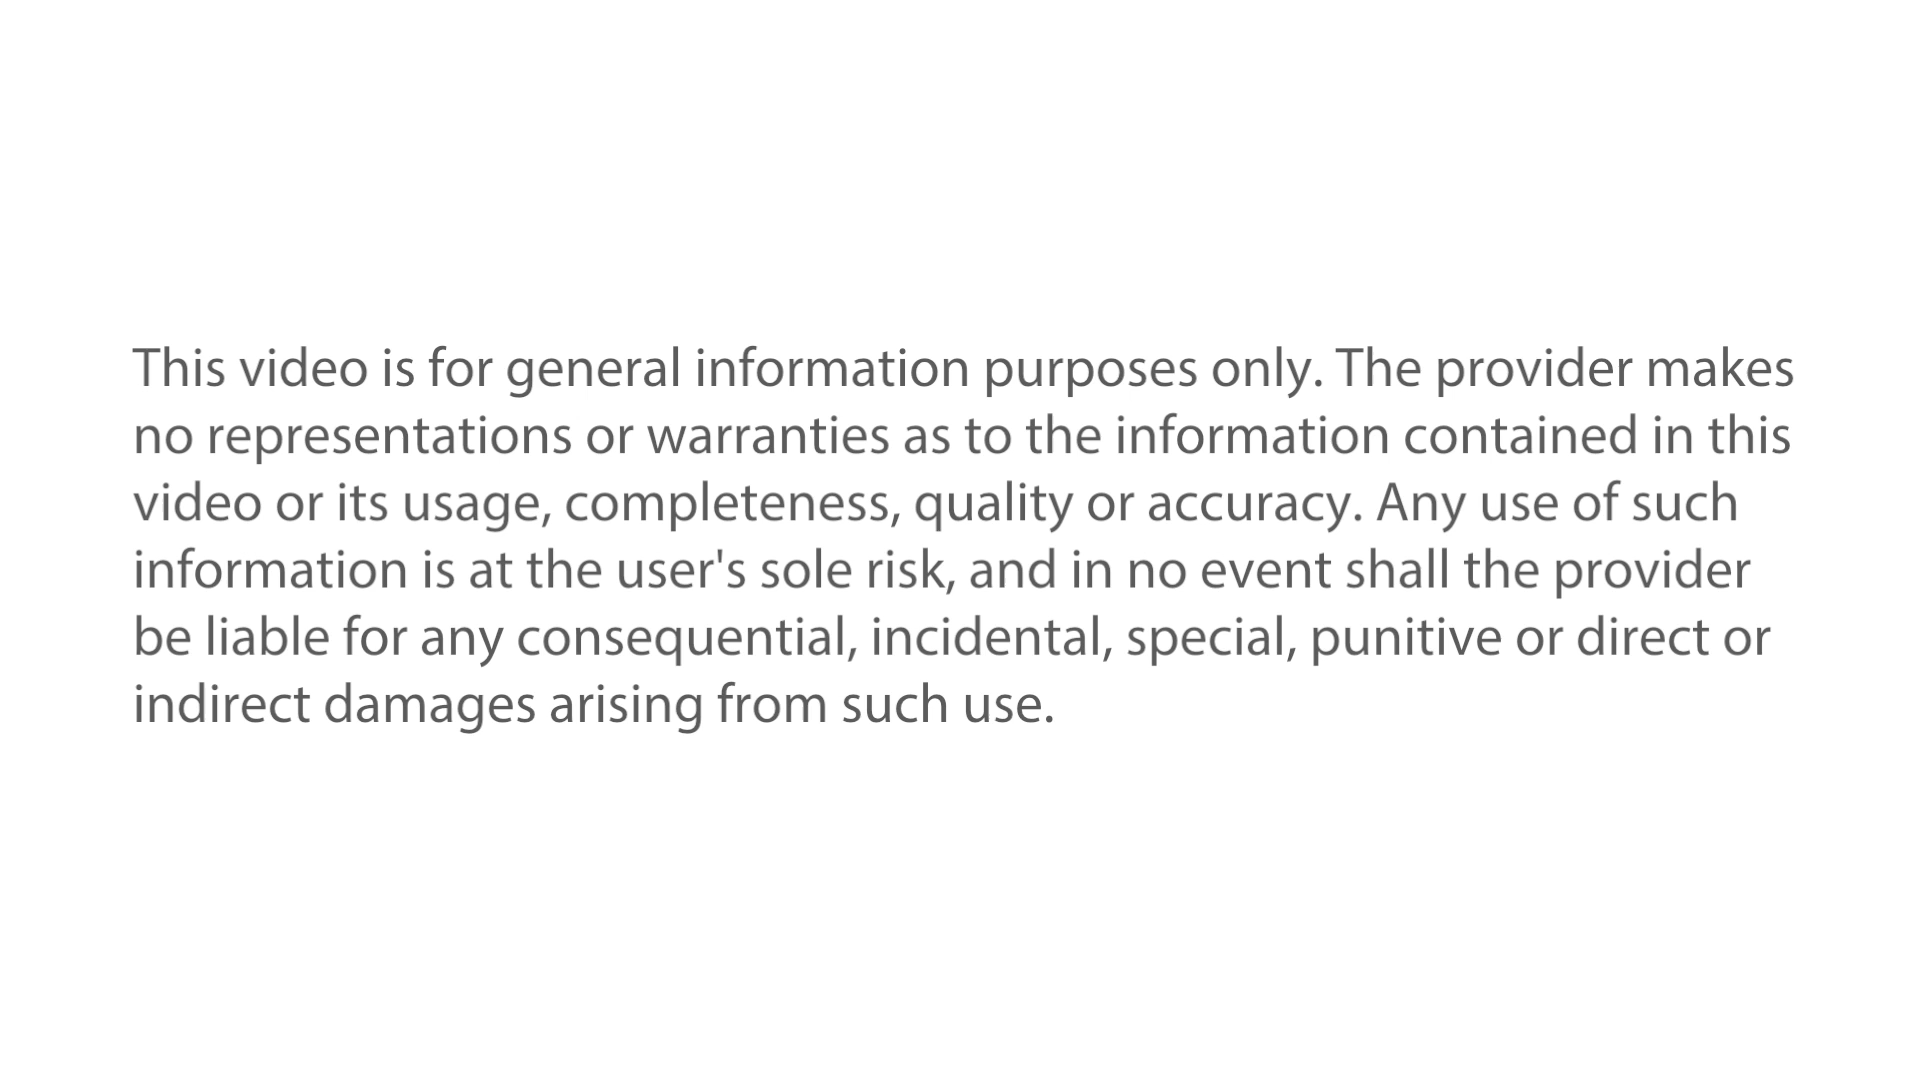 This video is for general information purposes only. The provider makes
no representations or warranties as to the information contained in this
video or its usage, completeness, quality or accuracy. Any use of such
information is at the user's sole risk, and in no event shall the provider
be liable for any consequential, incidental, special, punitive or direct or
indirect damages arising from such use.